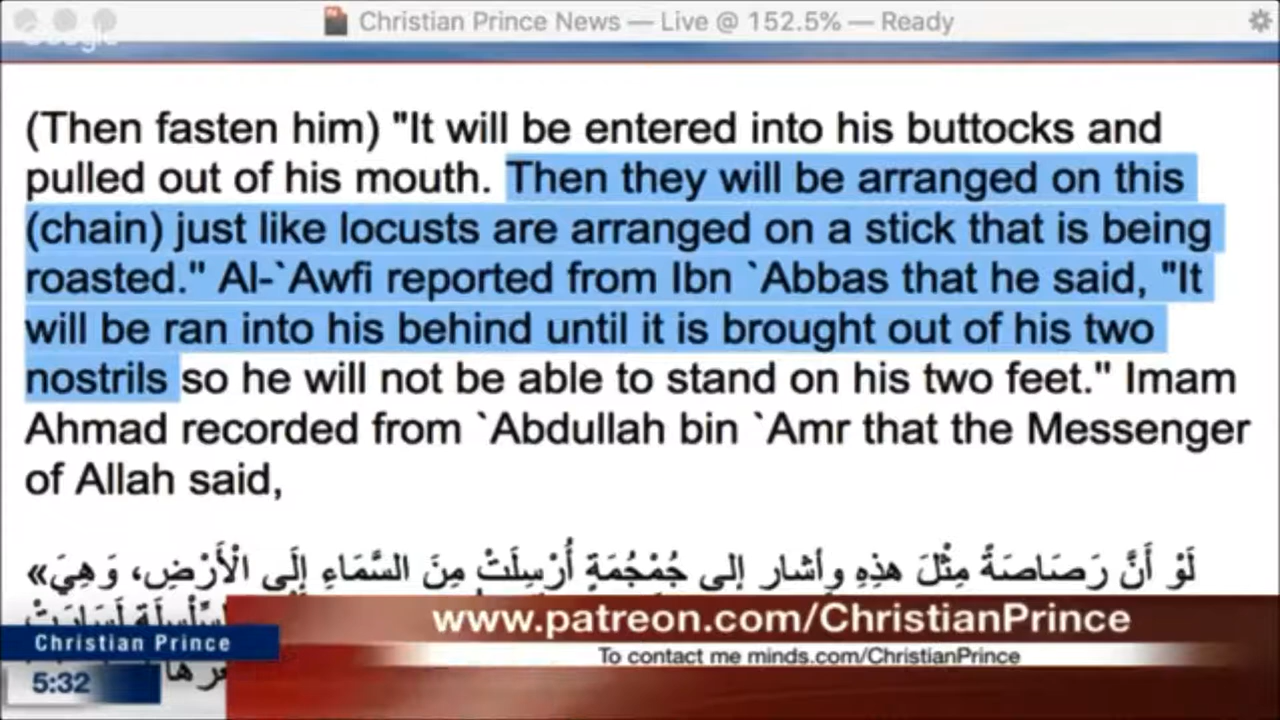 Christian Prince News — Live @ 152.5% — Ready
Google
(Then fasten him) "It will be entered into his buttocks and
pulled out of his mouth. Then they will be arranged on this
(chain) just like locusts are arranged on a stick that is being
roasted." Al-`Awfi reported from Ibn `Abbas that he said, "It
will be ran into his behind until it is brought out of his two
nostrils so he will not be able to stand on his two feet." Imam
Ahmad recorded from `Abdullah bin `Amr that the Messenger
of Allah said,
لَوْ أَنَّ رَصَاصَةً مِثْلَ هذِهِ وأشار إلى جُمْجُمَةٍ أُرْسِلَتْ مِنَ السَّمَاءِ إِلَى الْأَرْضِ، وَهِيَ»
www.patreon.com/ChristianPrince
To contact me minds.com/ChristianPrince
Christian Prince
5:32